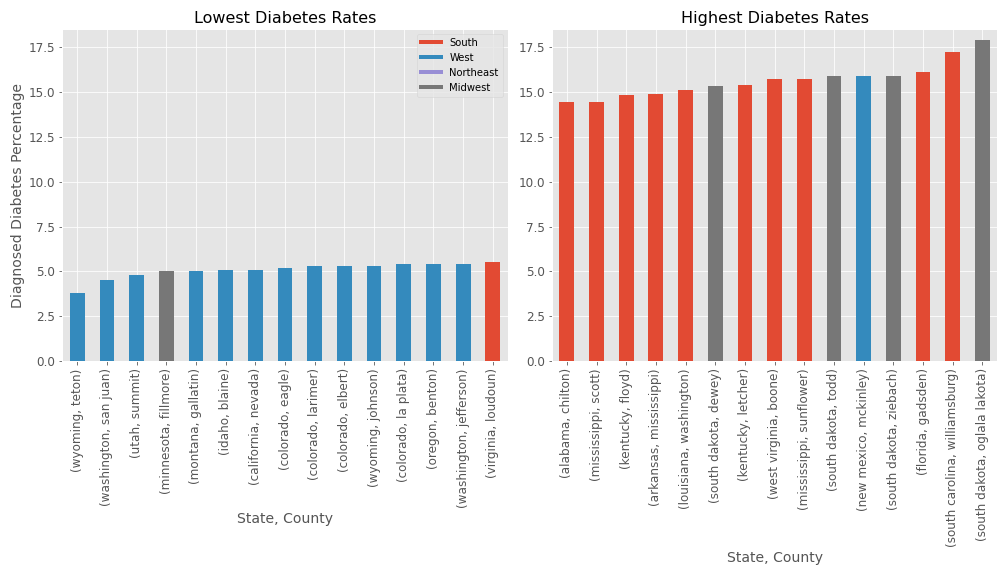 Lowest Diabetes Rates
Diagnosed Diabetes Percentage
17.5
15.0
12.5
10.0
7.5
5.0
2.5
0.0
South
West
Northeast
Midwest
(wyoming, teton)
(washington, san juan)
(utah, summit)
(minnesota, fillmore)
(montana, gallatin)
(idaho, blaine)
(california, nevada)
(colorado, eagle)
(colorado, larimer)
(colorado, elbert)
(wyoming, johnson)
(colorado, la plata)
(oregon, benton)
(washington, jefferson)
(virginia, loudoun)
State, County
Highest Diabetes Rates
17.5
15.0
12.5
10.0
7.5
5.0
2.5
0.0
(alabama, chilton)
(mississippi, scott)
(kentucky, floyd)
(arkansas, mississippi)
(louisiana, washington)
(south dakota, dewey)
(kentucky, letcher)
(west virginia, boone)
(mississippi, sunflower)
(south dakota, todd)
(new mexico, mckinley)
(south dakota, ziebach)
(florida, gadsden)
(south carolina, williamsburg)
(south dakota, oglala lakota)
State, County